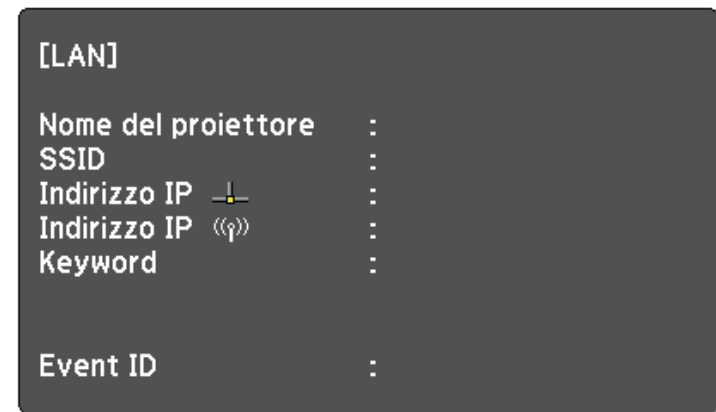 [LAN]
Nome del proiettore :
SSID :
Indirizzo IP :
Indirizzo IP :
Keyword :
Event ID :